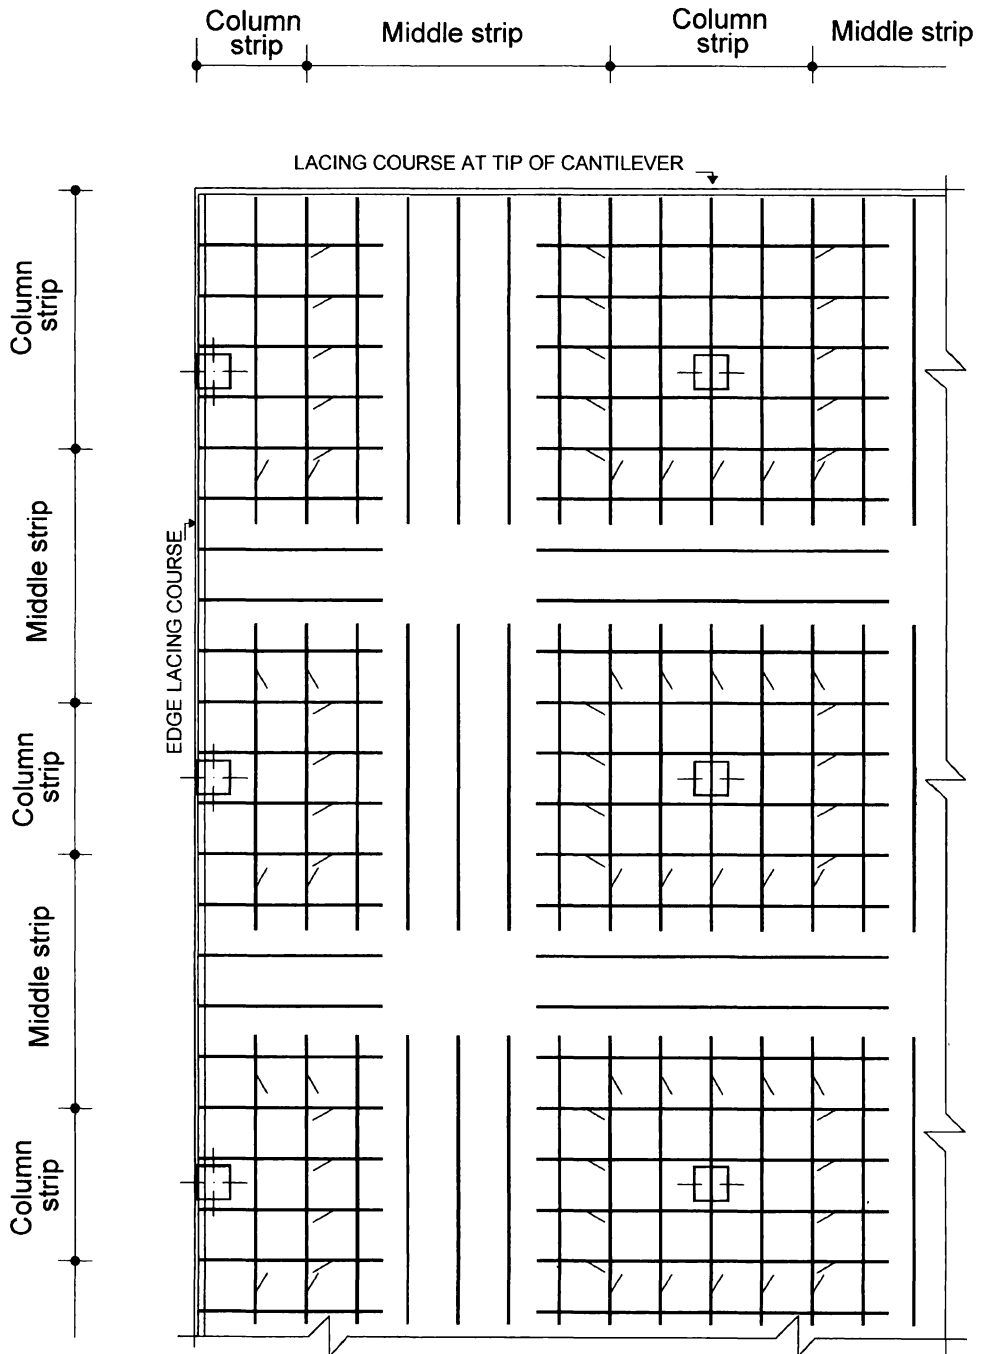 Column
strip
Middle strip
Column
strip
Middle strip
LACING COURSE AT TIP OF CANTILEVER
Column
strip
Middle strip
EDGE LACING COURSE
Column
strip
Middle strip
Column
strip